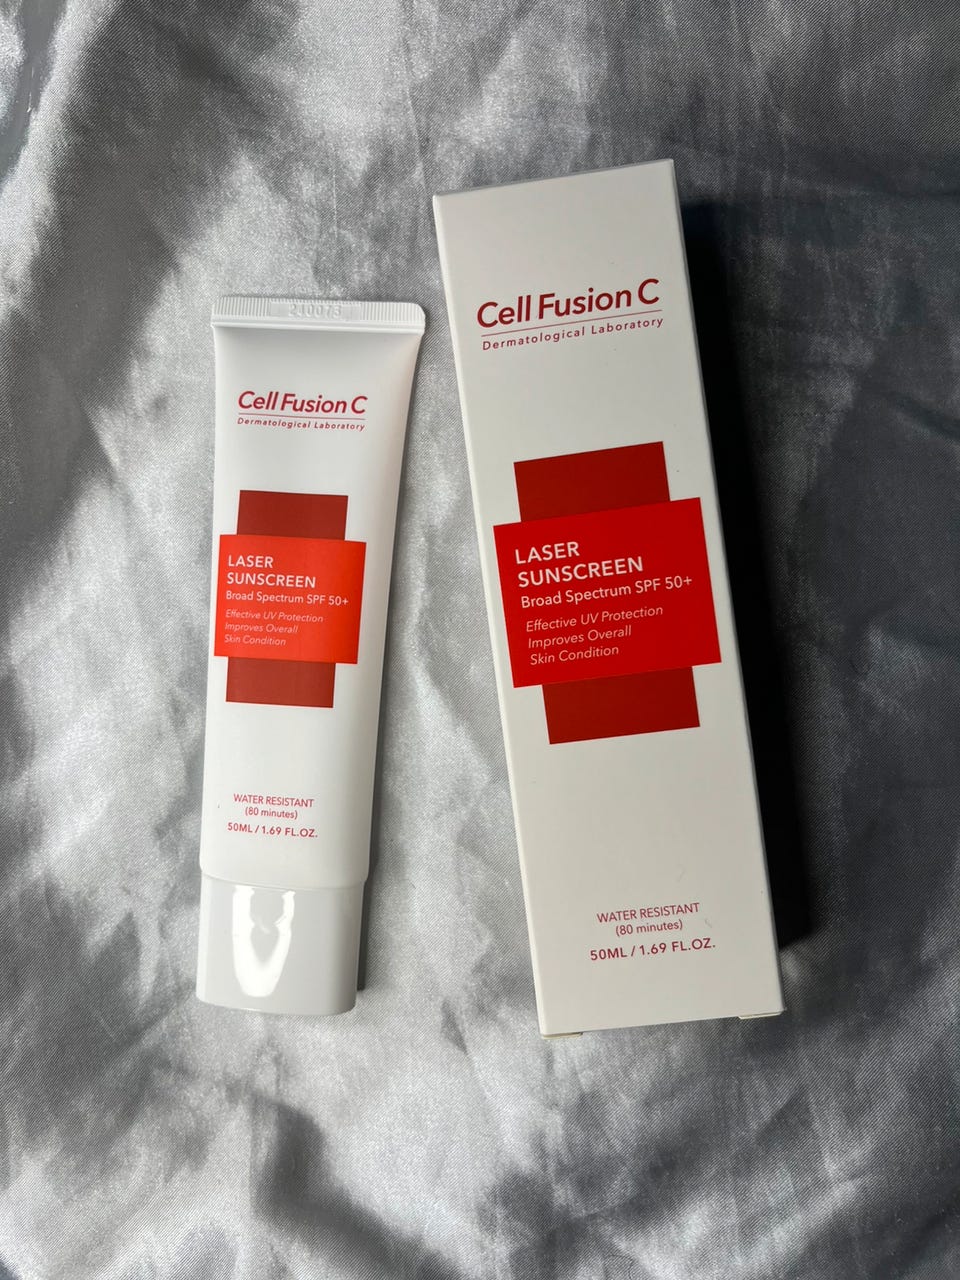 2J0073
Cell Fusion C
Dermatological Laboratory
LASER
SUNSCREEN
Broad Spectrum SPF 50+
Effective UV Protection
Improves Overall
Skin Condition
WATER RESISTANT
(80 minutes)
50ML / 1.69 FL.OZ.
Cell Fusion C
Dermatological Laboratory
LASER
SUNSCREEN
Broad Spectrum SPF 50+
Effective UV Protection
Improves Overall
Skin Condition
WATER RESISTANT
(80 minutes)
50ML / 1.69 FL.OZ.